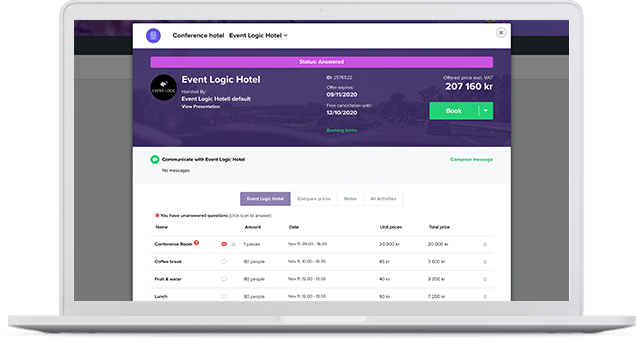 Conference hotel Event Logic Hotel
Status: Answered
EVENT LOGIC
Event Logic Hotel
Handled By:
Event Logic Hotell default
View Presentation
ID: 2576522
Offer expires:
09/11/2020
Free cancellation until
12/10/2020
Booking terms
Offered price excl. VAT
207 160 kr
Book
Communicate with Event Logic Hotel
Compose message
No messages
Event Logic Hotel Compare prices Notes All Activities
You have unanswered questions (click icon to answer)
Name Amount Date Unit prices Total price
Conference Room 1 pieces Nov 11, 09:00 - 16:30 20 000 kr 20 000 kr
Coffee break 80 people Nov 11, 10:00 - 10:30 45 kr 3 600 kr
Fruit & water 80 people Nov 11, 12:00 - 13:00 40 kr 3 200 kr
Lunch 80 people Nov 11, 12:00 - 13:00 90 kr 7 200 kr